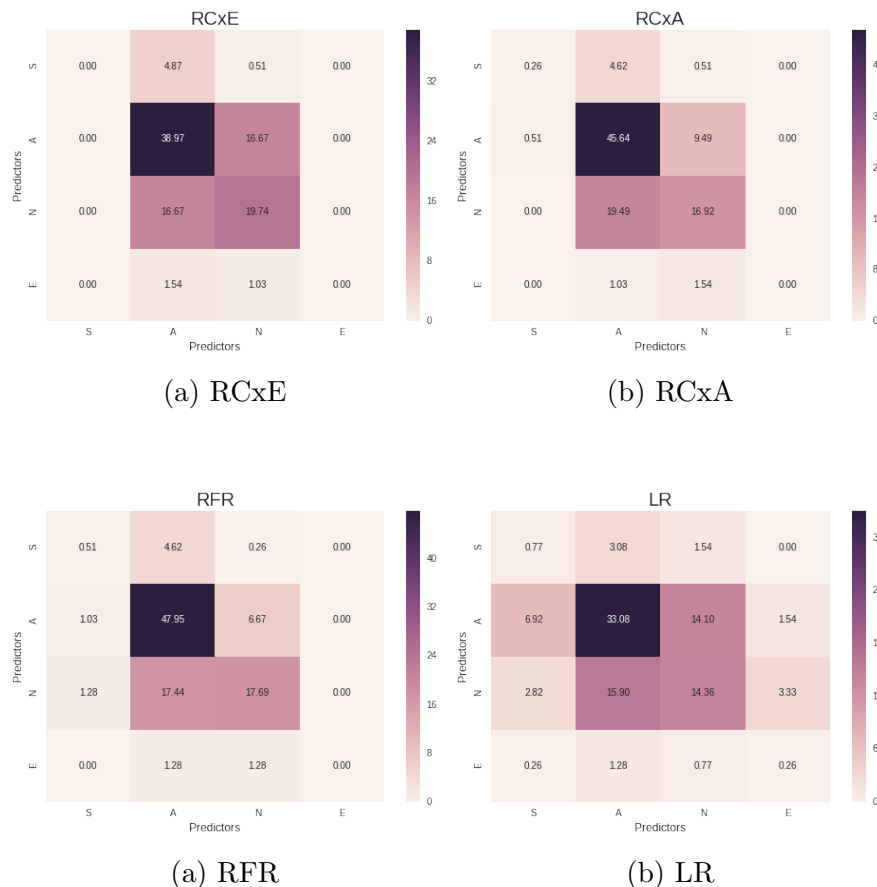 RCxE
S 0.00 4.87 0.51 0.00
A 0.00 38.97 16.67 0.00
N 0.00 16.67 19.74 0.00
E 0.00 1.54 1.03 0.00
S A N E
Predictors
Predictors
32
24
16
8
0
(a) RCxE
RCxA
S 0.26 4.62 0.51 0.00
A 0.51 45.64 9.49 0.00
N 0.00 19.49 16.92 0.00
E 0.00 1.03 1.54 0.00
S A N E
Predictors
Predictors
8
0
(b) RCxA
RFR
S 0.51 4.62 0.26 0.00
A 1.03 47.95 6.67 0.00
N 1.28 17.44 17.69 0.00
E 0.00 1.28 1.28 0.00
S A N E
Predictors
Predictors
40
32
24
16
8
0
(a) RFR
LR
S 0.77 3.08 1.54 0.00
A 6.92 33.08 14.10 1.54
N 2.82 15.90 14.36 3.33
E 0.26 1.28 0.77 0.26
S A N E
Predictors
Predictors
8
4
0
(b) LR